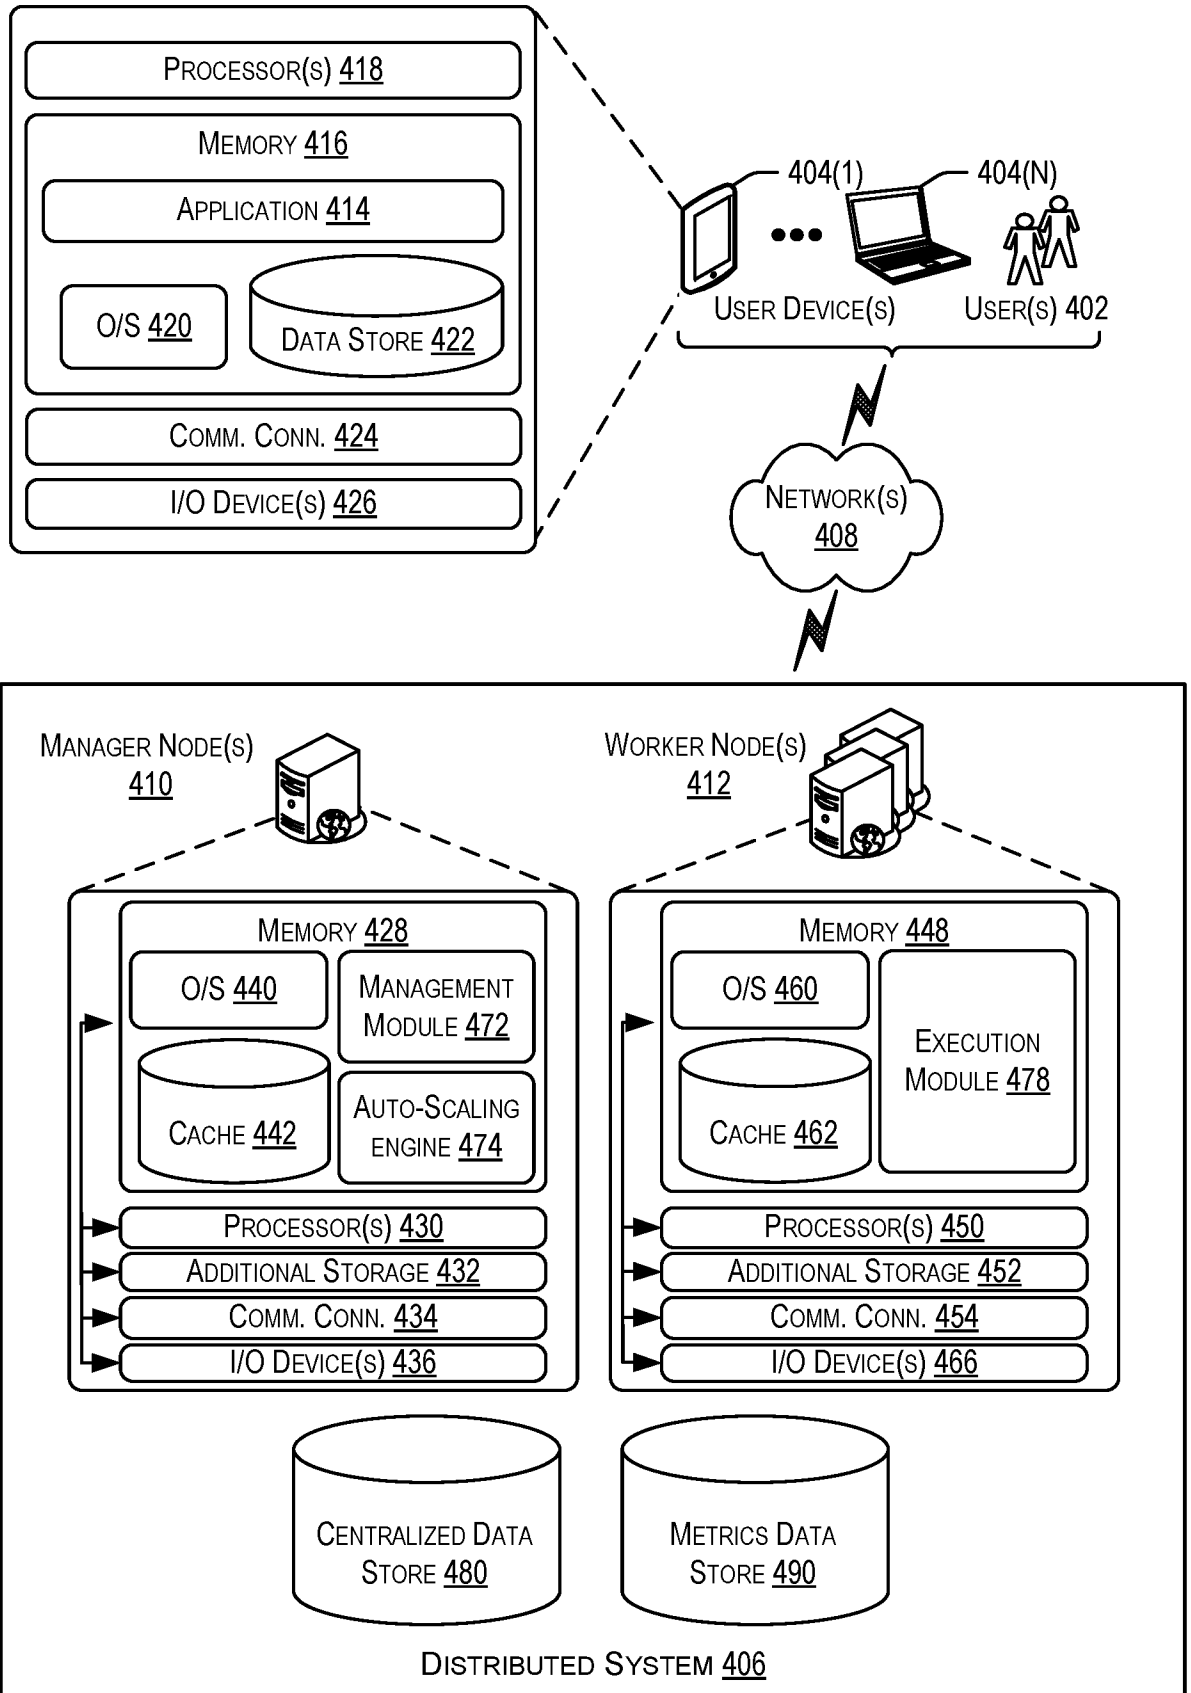 PROCESSOR(S) 418
MEMORY 416
APPLICATION 414
O/S 420
DATA STORE 422
COMM. CONN. 424
I/O DEVICE(S) 426
404(1)
404(N)
USER DEVICE(S)
USER(S) 402
NETWORK(S)
408
MANAGER NODE(S)
410
WORKER NODE(S)
412
MEMORY 428
O/S 440
MANAGEMENT
MODULE 472
CACHE 442
AUTO-SCALING
ENGINE 474
PROCESSOR(S) 430
ADDITIONAL STORAGE 432
COMM. CONN. 434
I/O DEVICE(S) 436
MEMORY 448
O/S 460
EXECUTION
MODULE 478
CACHE 462
PROCESSOR(S) 450
ADDITIONAL STORAGE 452
COMM. CONN. 454
I/O DEVICE(S) 466
CENTRALIZED DATA
STORE 480
METRICS DATA
STORE 490
DISTRIBUTED SYSTEM 406